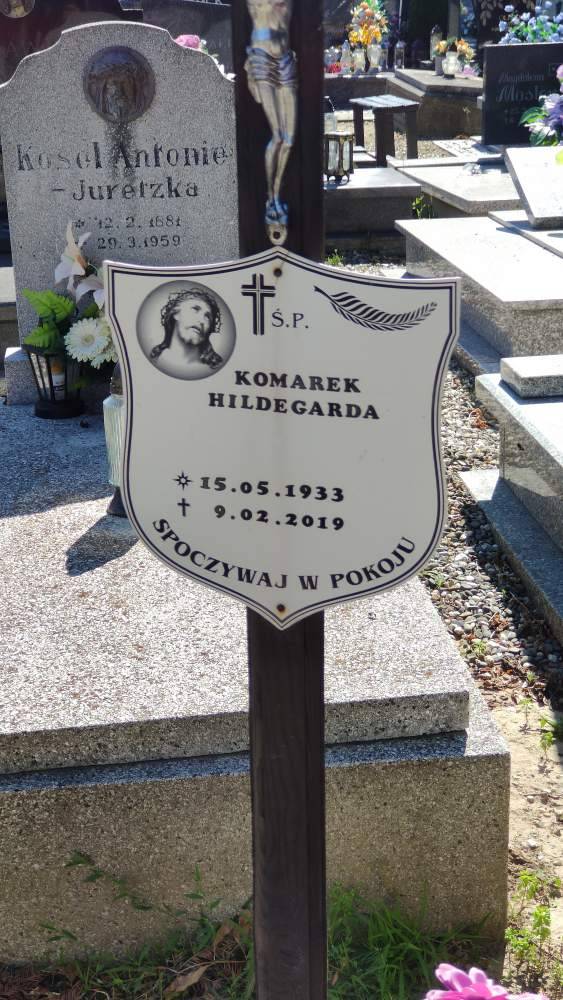 Kosel Antonie
- Juretzka
* 12. 2. 1881
29. 3. 1959
Ś.P.
KOMAREK
HILDEGARDA
15.05.1933
† 9.02.2019
SPOCZYWAJ W POKOJU
Magdalena